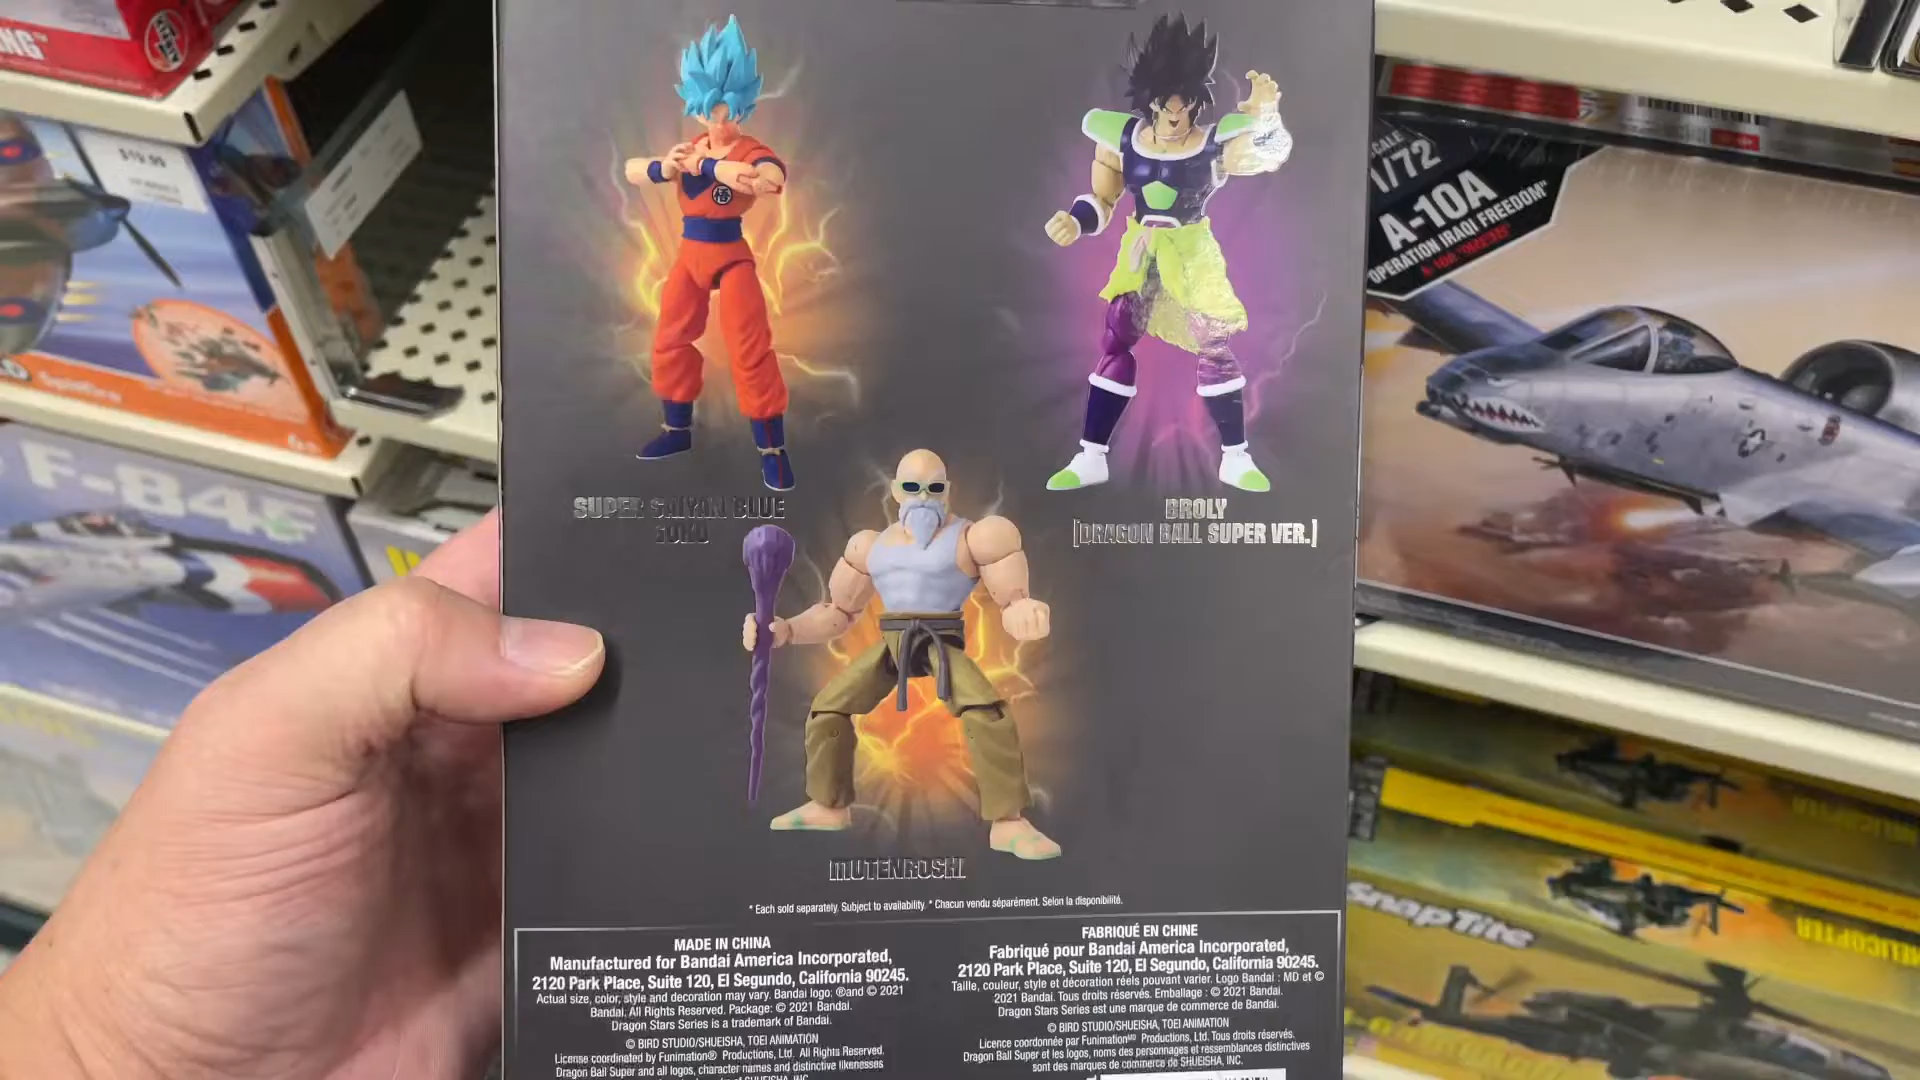 $19.99
F-84F
SCALE
1/72
A-10A
"OPERATION IRAQI FREEDOM"
SUPER SAIYAN BLUE
GOKU
BROLY
[DRAGON BALL SUPER VER.]
MUTENROSHI
* Each sold separately. Subject to availability. * Chacun vendu séparément. Selon la disponibilité.
MADE IN CHINA
Manufactured for Bandai America Incorporated,
2120 Park Place, Suite 120, El Segundo, California 90245.
Actual size, color, style and decoration may vary. Bandai logo: ®and © 2021
Bandai. All Rights Reserved. Package: © 2021 Bandai.
Dragon Stars Series is a trademark of Bandai.
© BIRD STUDIO/SHUEISHA, TOEI ANIMATION
License coordinated by Funimation® Productions, Ltd. All Rights Reserved.
Dragon Ball Super and all logos, character names and distinctive likenesses
FABRIQUÉ EN CHINE
Fabriqué pour Bandai America Incorporated,
2120 Park Place, Suite 120, El Segundo, California 90245.
Taille, couleur, style et décoration réels pouvant varier. Logo Bandai : MD et ©
2021 Bandai. Tous droits réservés. Emballage : © 2021 Bandai.
Dragon Stars Series est une marque de commerce de Bandai.
© BIRD STUDIO/SHUEISHA, TOEI ANIMATION
Licence coordonnée par Funimation MD Productions, Ltd. Tous droits réservés.
Dragon Ball Super et les logos, noms des personnages et ressemblances distinctives
sont des marques de commerce de SHUEISHA, INC.
HELICOPTER
SnapTite
HELICOPTER